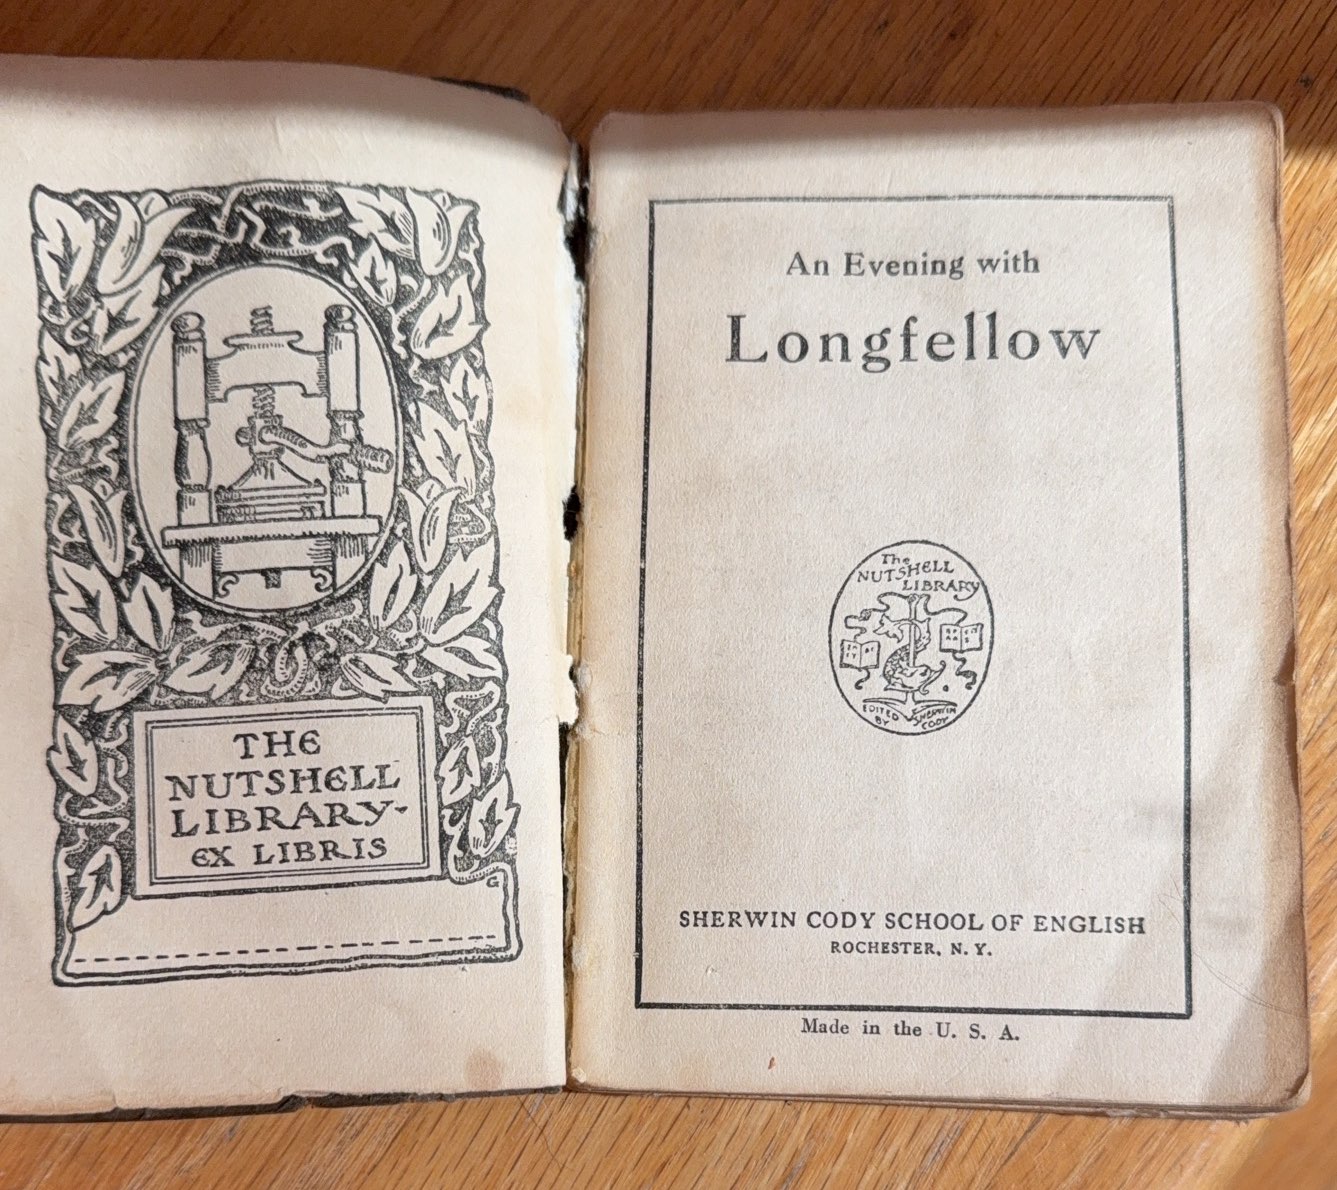 THE
NUTSHELL
LIBRARY-
EX LIBRIS
G
An Evening with
Longfellow
The
NUTSHELL
LIBRARY
EDITED
BY
SHERWIN
CODY
SHERWIN CODY SCHOOL OF ENGLISH
ROCHESTER, N. Y.
Made in the U. S. A.